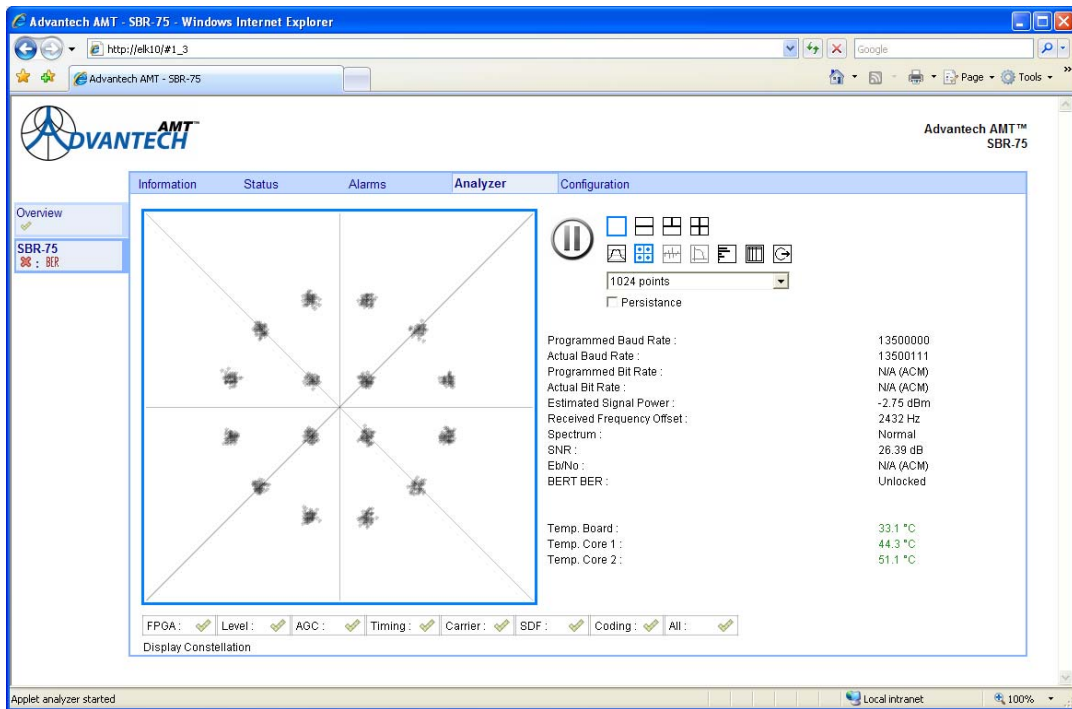 Advantech AMT - SBR-75 - Windows Internet Explorer
http://elk10/#1_3
Google
Advantech AMT - SBR-75
Page
Tools
»
ADVANTECH AMT™
Advantech AMT™
SBR-75
Information Status Alarms Analyzer Configuration
Overview
SBR-75
: BER
1024 points
Persistance
Programmed Baud Rate : 13500000
Actual Baud Rate : 13500111
Programmed Bit Rate : N/A (ACM)
Actual Bit Rate : N/A (ACM)
Estimated Signal Power : -2.75 dBm
Received Frequency Offset : 2432 Hz
Spectrum : Normal
SNR : 26.39 dB
Eb/No : N/A (ACM)
BERT BER : Unlocked
Temp. Board : 33.1 °C
Temp. Core 1 : 44.3 °C
Temp. Core 2 : 51.1 °C
FPGA : Level : AGC : Timing : Carrier : SDF : Coding : All :
Display Constellation
Applet analyzer started
Local intranet
100%